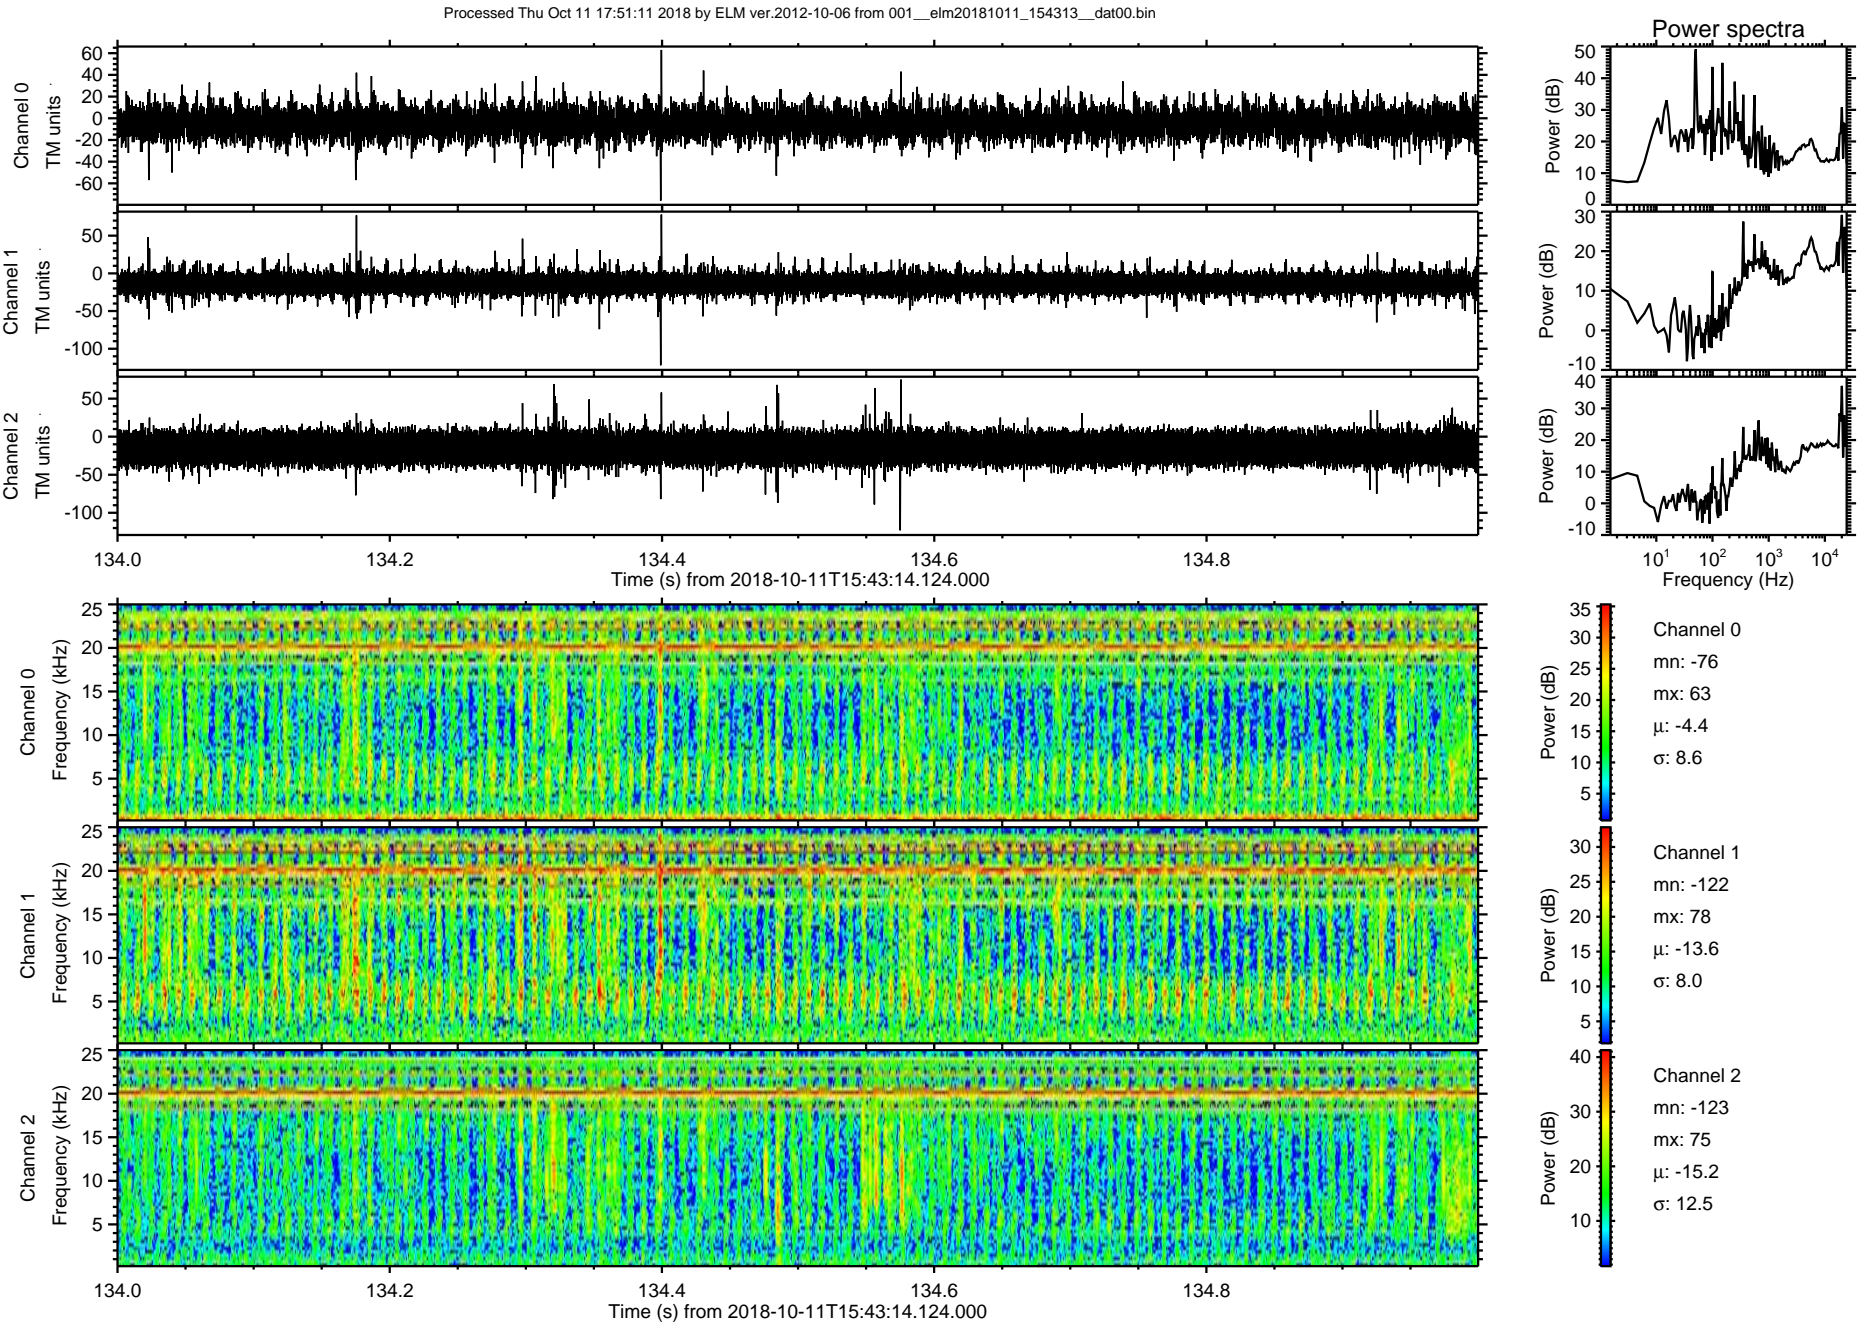 Processed Thu Oct 11 17:51:11 2018 by ELM ver.2012-10-06 from 001__elm20181011_154313__dat00.bin
Power spectra
Channel 0
TM units
60
40
20
0
-20
-40
-60
Power (dB)
50
40
30
20
10
0
Channel 1
TM units
50
0
-50
-100
Power (dB)
30
20
10
0
-10
Channel 2
TM units
50
0
-50
-100
Power (dB)
40
30
20
10
0
-10
134.0 134.2 134.4 134.6 134.8
Time (s) from 2018-10-11T15:43:14.124.000
10^1 10^2 10^3 10^4
Frequency (Hz)
Channel 0
Frequency (kHz)
25
20
15
10
5
Power (dB)
35
30
25
20
15
10
5
Channel 0
mn: -76
mx: 63
μ: -4.4
σ: 8.6
Channel 1
Frequency (kHz)
25
20
15
10
5
Power (dB)
30
25
20
15
10
5
Channel 1
mn: -122
mx: 78
μ: -13.6
σ: 8.0
Channel 2
Frequency (kHz)
25
20
15
10
5
Power (dB)
40
30
20
10
Channel 2
mn: -123
mx: 75
μ: -15.2
σ: 12.5
134.0 134.2 134.4 134.6 134.8
Time (s) from 2018-10-11T15:43:14.124.000